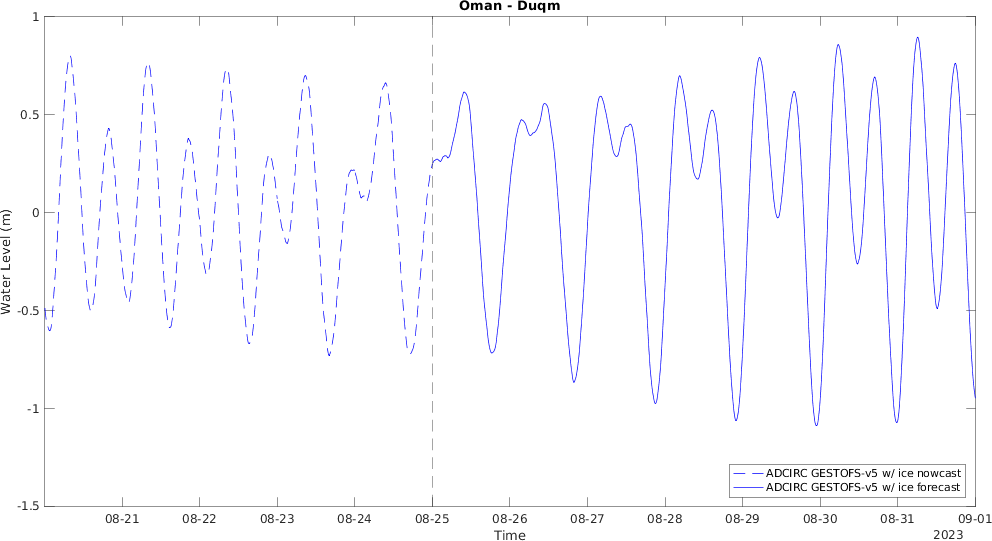 Oman - Duqm
1
0.5
0
-0.5
-1
-1.5
Water Level (m)
ADCIRC GESTOFS-v5 w/ ice nowcast
ADCIRC GESTOFS-v5 w/ ice forecast
08-21 08-22 08-23 08-24 08-25 08-26 08-27 08-28 08-29 08-30 08-31 09-01
Time
2023